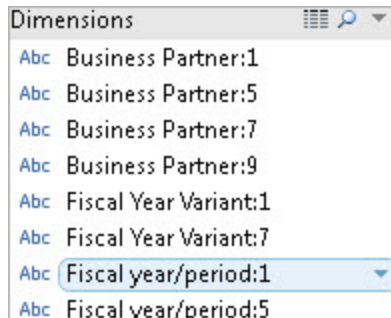 Dimensions
Abc Business Partner:1
Abc Business Partner:5
Abc Business Partner:7
Abc Business Partner:9
Abc Fiscal Year Variant:1
Abc Fiscal Year Variant:7
Abc Fiscal year/period:1
Abc Fiscal year/period:5